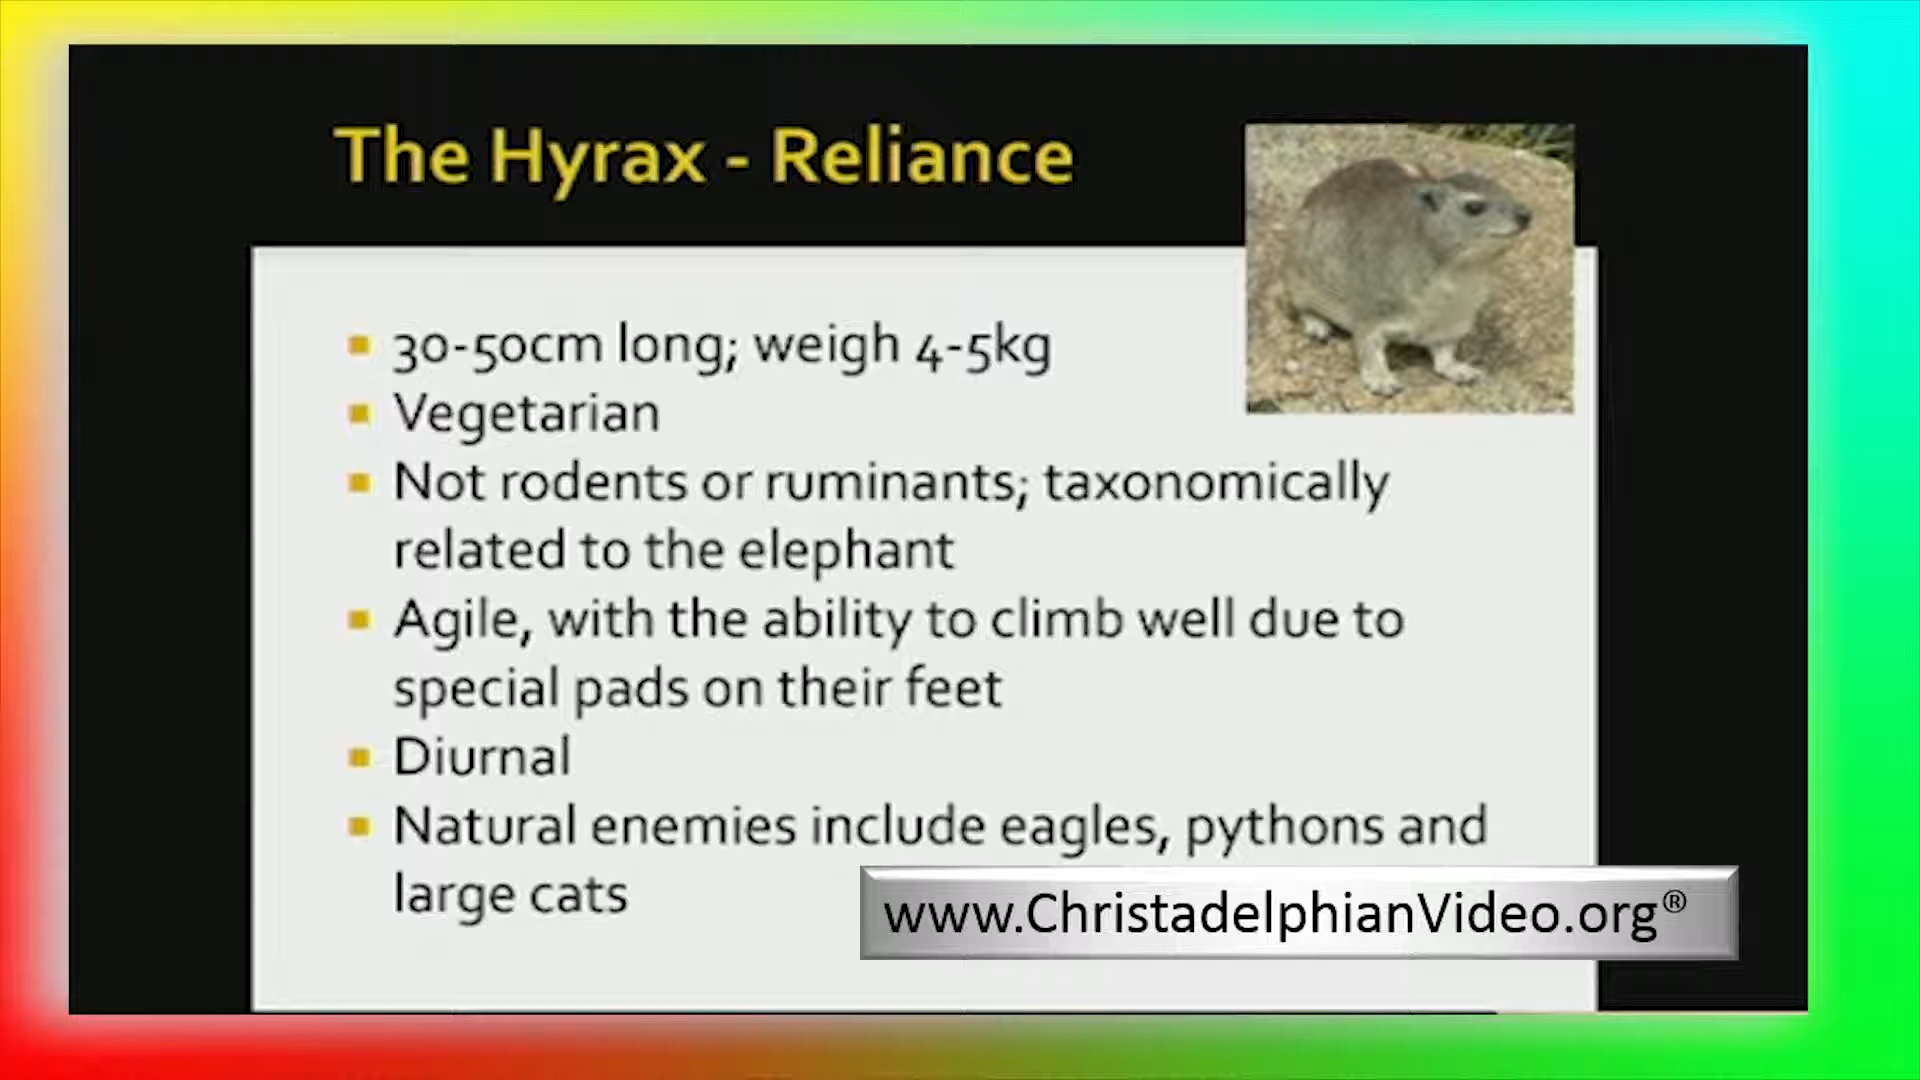 The Hyrax - Reliance
30-50cm long; weigh 4-5kg
Vegetarian
Not rodents or ruminants; taxonomically
related to the elephant
Agile, with the ability to climb well due to
special pads on their feet
Diurnal
Natural enemies include eagles, pythons and
large cats
www.ChristadelphianVideo.org®